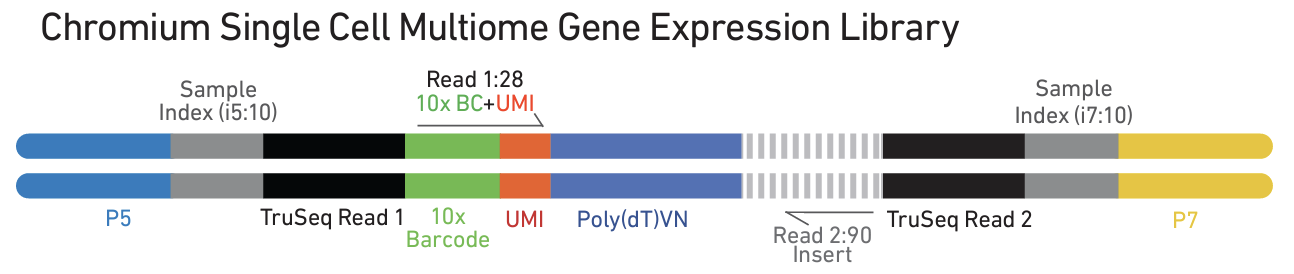 Chromium Single Cell Multiome Gene Expression Library
Sample
Index (i5:10)
Read 1:28
10x BC+UMI
Sample
Index (i7:10)
P5
TruSeq Read 1
10x
Barcode
UMI
Poly(dT)VN
Read 2:90
Insert
TruSeq Read 2
P7